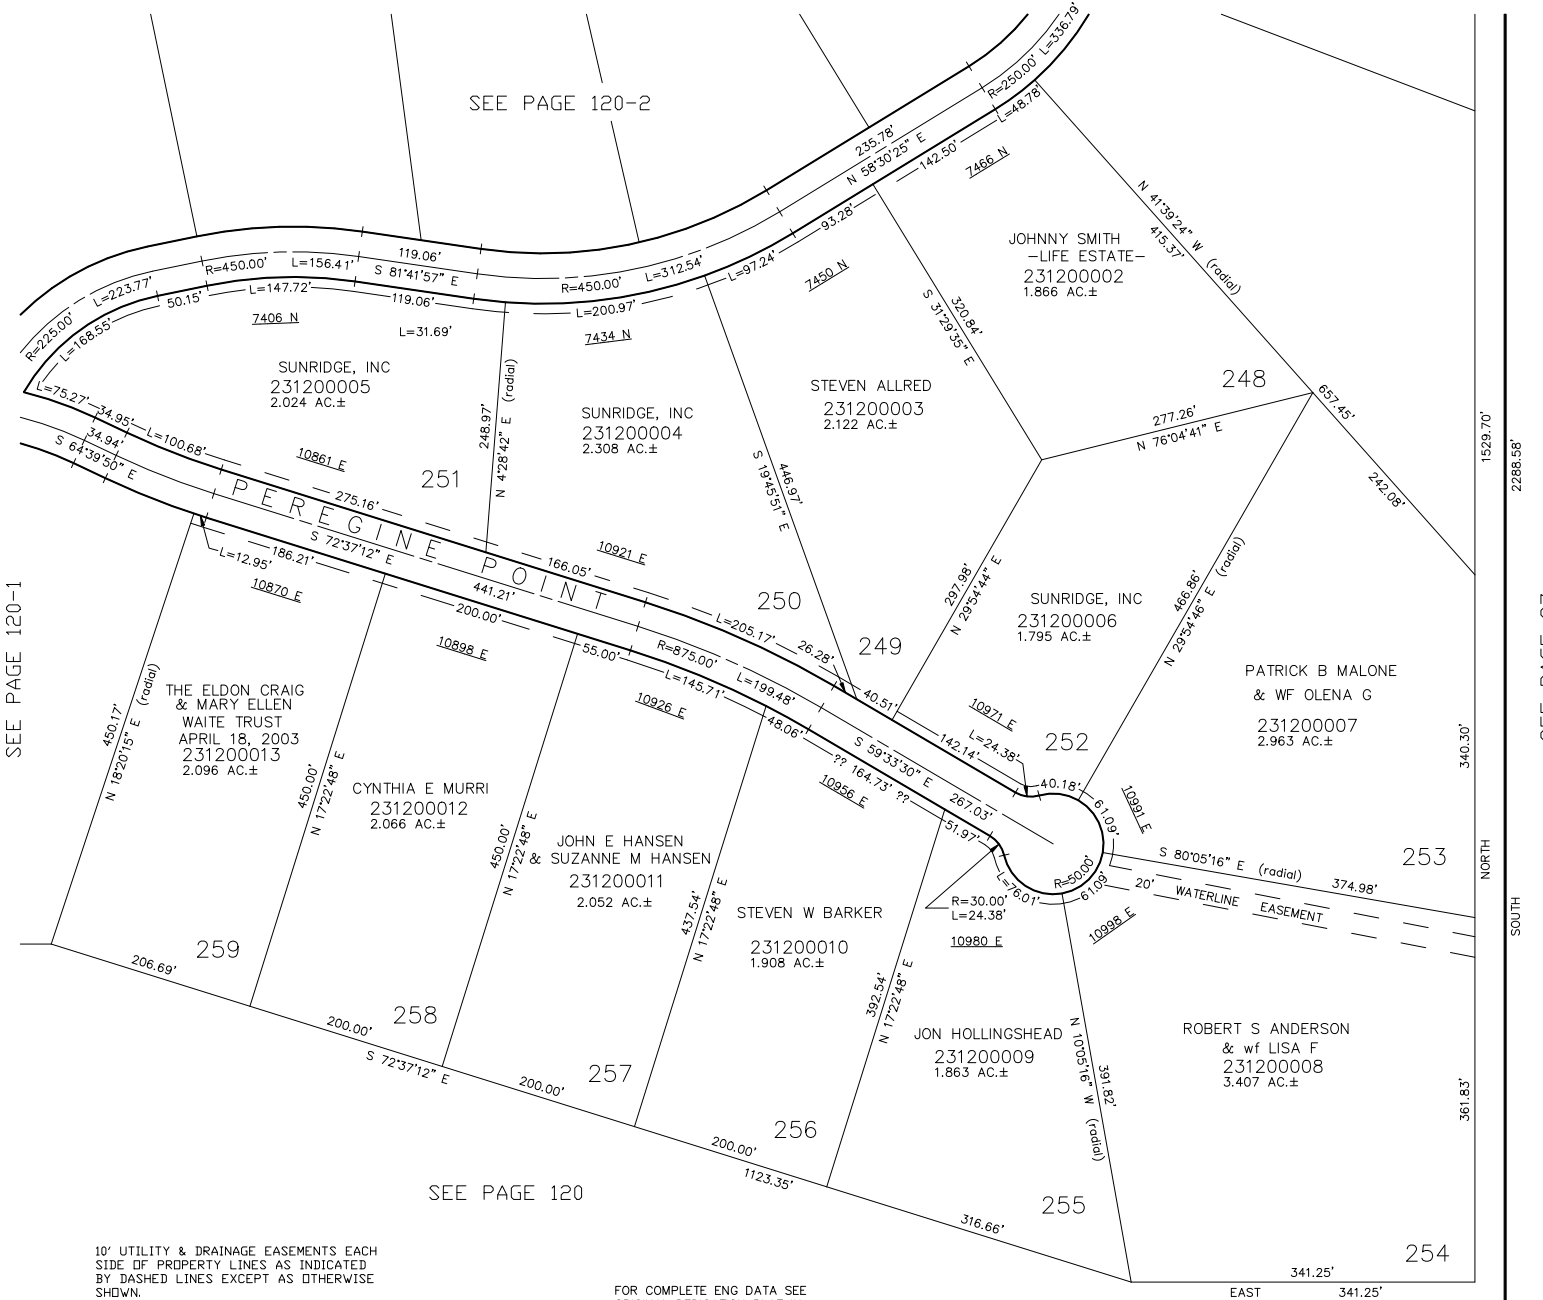 SEE PAGE 120-2
SEE PAGE 120-1
SEE PAGE 120
R=250.00'
L=336.79'
L=48.78'
235.78'
N 58°30'25" E
142.50'
93.28'
7466 N
7450 N
L=223.77'
R=225.00'
L=168.55'
50.15'
R=450.00'
L=156.41'
L=147.72'
119.06'
S 81°41'57" E
119.06'
L=31.69'
R=450.00'
L=312.54'
L=200.97'
L=97.24'
7406 N
7434 N
JOHNNY SMITH
-LIFE ESTATE-
231200002
1.866 AC.±
N 41°39'24" W (radial)
415.37'
657.45'
242.08'
248
320.84'
S 31°29'35" E
277.26'
N 76°04'41" E
SUNRIDGE, INC
231200005
2.024 AC.±
251
248.97'
N 4°28'42" E (radial)
SUNRIDGE, INC
231200004
2.308 AC.±
250
STEVEN ALLRED
231200003
2.122 AC.±
249
446.97'
S 19°45'51" E
297.98'
N 29°54'44" E
SUNRIDGE, INC
231200006
1.795 AC.±
252
466.86'
N 29°54'46" E (radial)
PATRICK B MALONE
& WF OLENA G
231200007
2.963 AC.±
253
1529.70'
2288.58'
340.30'
NORTH
SOUTH
361.83'
L=75.27'
34.95'
34.94'
S 64°39'50" E
L=100.68'
10861 E
275.16'
PEREGINE POINT
S 72°37'12" E
441.21'
186.21'
L=12.95'
10870 E
200.00'
10898 E
166.05'
10921 E
55.00'
L=205.17'
R=875.00'
L=199.48'
L=145.71'
10926 E
26.28'
40.51'
48.06'
?? 164.73' ??
10956 E
S 59°33'30" E
267.03'
142.14'
10971 E
L=24.38'
40.18'
61.09'
10991 E
51.97'
R=50.00'
L=76.01'
61.09'
R=30.00'
L=24.38'
10980 E
10998 E
S 80°05'16" E (radial)
374.98'
20' WATERLINE EASEMENT
THE ELDON CRAIG
& MARY ELLEN
WAITE TRUST
APRIL 18, 2003
231200013
2.096 AC.±
450.17'
N 18°20'15" E (radial)
259
206.69'
CYNTHIA E MURRI
231200012
2.066 AC.±
450.00'
N 17°22'48" E
258
200.00'
S 72°37'12" E
JOHN E HANSEN
& SUZANNE M HANSEN
231200011
2.052 AC.±
450.00'
N 17°22'48" E
257
200.00'
STEVEN W BARKER
231200010
1.908 AC.±
437.54'
N 17°22'48" E
256
200.00'
1123.35'
JON HOLLINGSHEAD
231200009
1.863 AC.±
392.54'
N 17°22'48" E
255
316.66'
N 10°05'16" W (radial)
391.82'
ROBERT S ANDERSON
& wf LISA F
231200008
3.407 AC.±
254
341.25'
EAST 341.25'
10' UTILITY & DRAINAGE EASEMENTS EACH
SIDE OF PROPERTY LINES AS INDICATED
BY DASHED LINES EXCEPT AS OTHERWISE
SHOWN.
FOR COMPLETE ENG DATA SEE